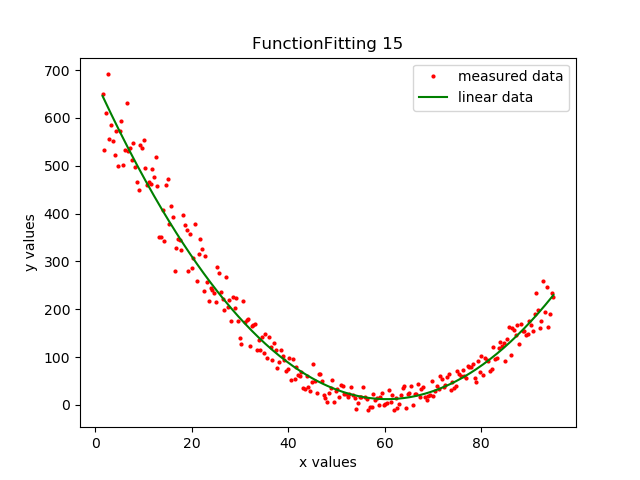 FunctionFitting 15
measured data
linear data
y values
700
600
500
400
300
200
100
0
0 20 40 60 80
x values